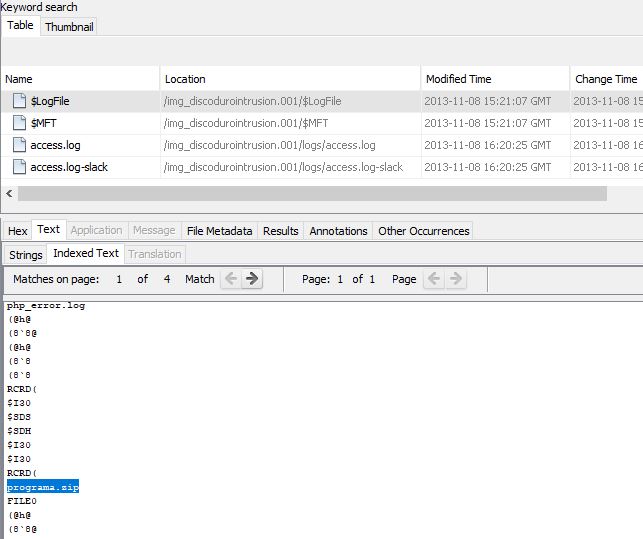 Keyword search
Table Thumbnail
Name Location Modified Time Change Time
$LogFile /img_discodurointrusion.001/$LogFile 2013-11-08 15:21:07 GMT 2013-11-08 15
$MFT /img_discodurointrusion.001/$MFT 2013-11-08 15:21:07 GMT 2013-11-08 15
access.log /img_discodurointrusion.001/logs/access.log 2013-11-08 16:20:25 GMT 2013-11-08 16
access.log-slack /img_discodurointrusion.001/logs/access.log-slack 2013-11-08 16:20:25 GMT 2013-11-08 16
Hex Text Application Message File Metadata Results Annotations Other Occurrences
Strings Indexed Text Translation
Matches on page: 1 of 4 Match Page: 1 of 1 Page
php_error.log
(@h@
(8`8@
(@h@
(8`8
(8`8
RCRD(
$I30
$SDS
$SDH
$I30
$I30
RCRD(
programa.zip
FILE0
(@h@
(8`8@